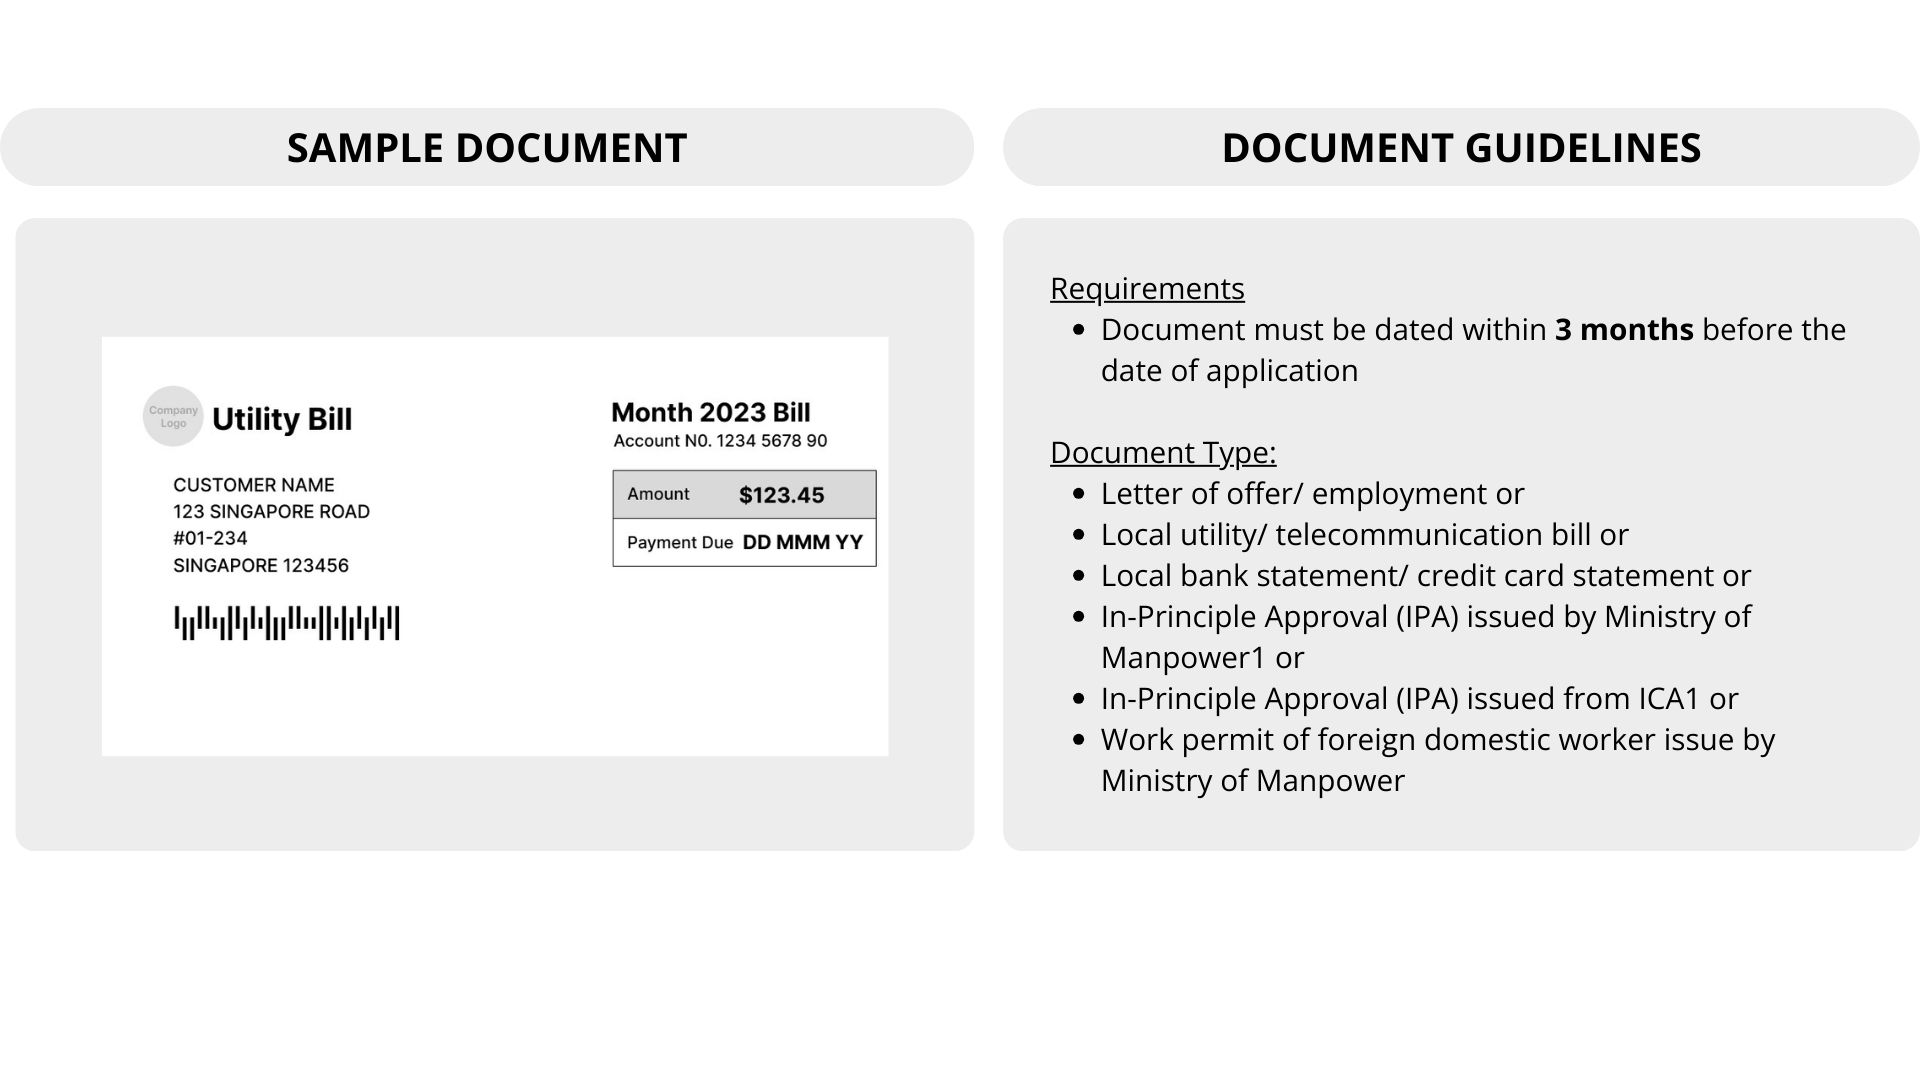 SAMPLE DOCUMENT
Company
Logo
Utility Bill
CUSTOMER NAME
123 SINGAPORE ROAD
#01-234
SINGAPORE 123456
Month 2023 Bill
Account N0. 1234 5678 90
Amount $123.45
Payment Due DD MMM YY
DOCUMENT GUIDELINES
Requirements
• Document must be dated within 3 months before the
date of application
Document Type:
• Letter of offer/ employment or
• Local utility/ telecommunication bill or
• Local bank statement/ credit card statement or
• In-Principle Approval (IPA) issued by Ministry of
Manpower1 or
• In-Principle Approval (IPA) issued from ICA1 or
• Work permit of foreign domestic worker issue by
Ministry of Manpower